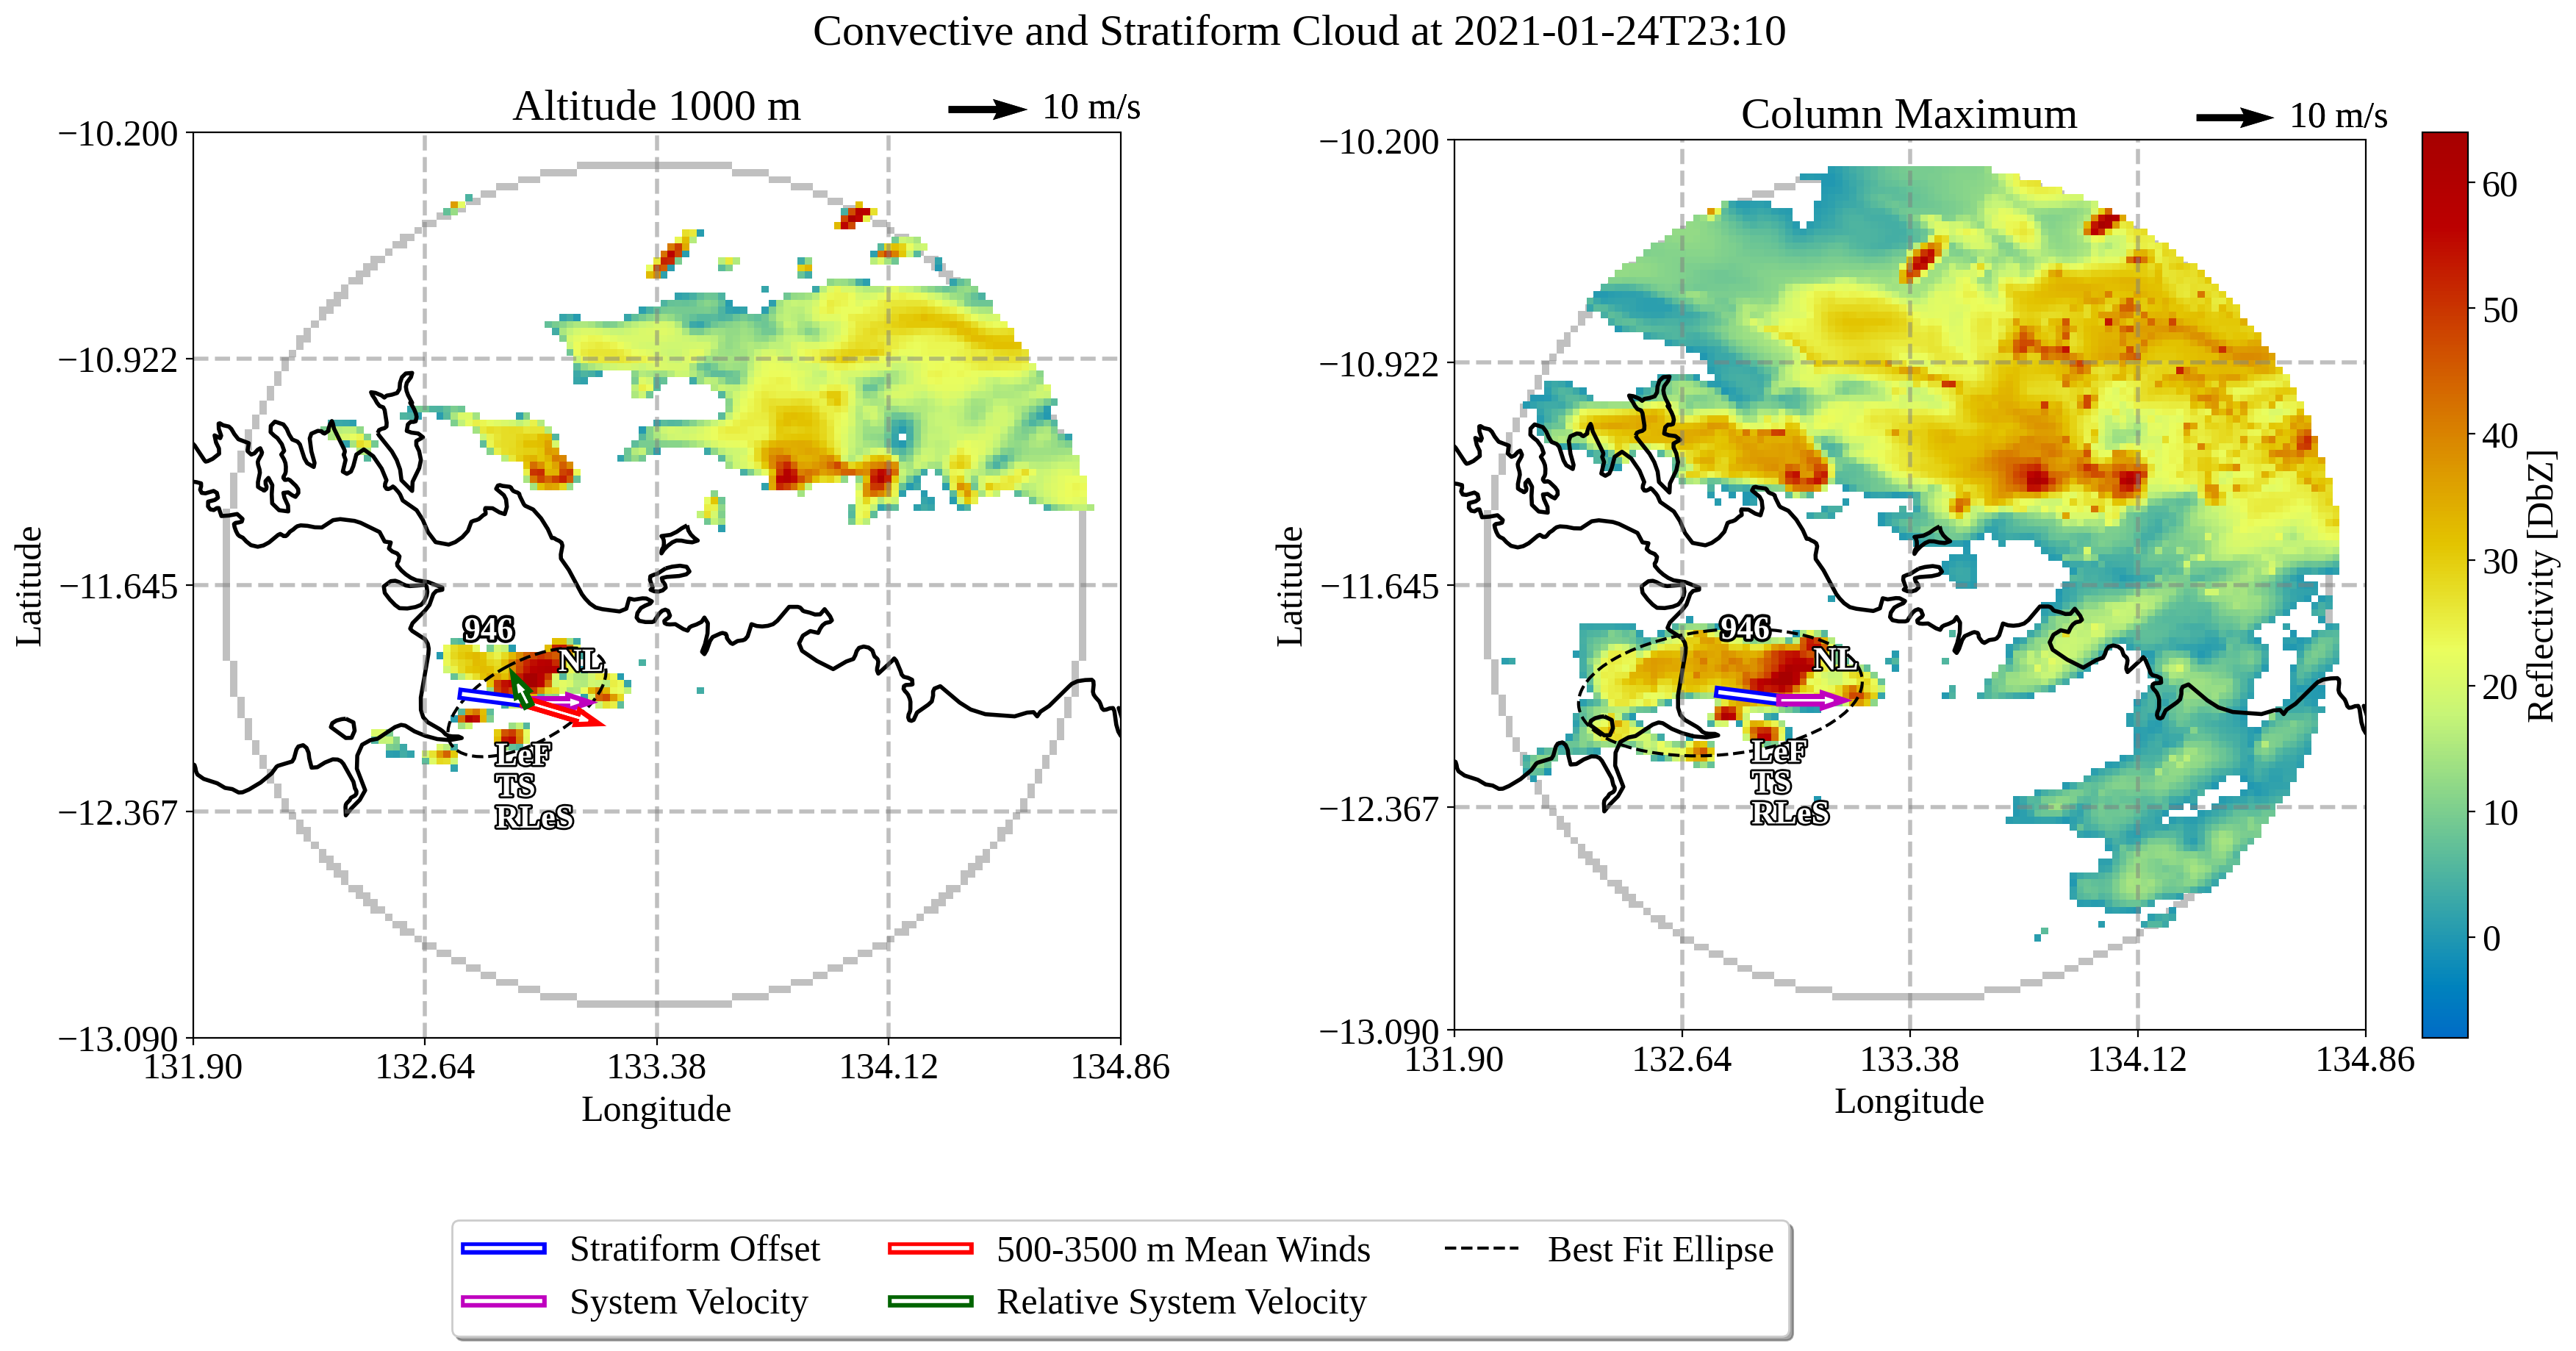 Convective and Stratiform Cloud at 2021-01-24T23:10
Altitude 1000 m
10 m/s
Column Maximum
10 m/s
−10.200
−10.922
−11.645
−12.367
−13.090
Latitude
131.90
132.64
133.38
134.12
134.86
Longitude
946
NL
LeF
TS
RLeS
−10.200
−10.922
−11.645
−12.367
−13.090
Latitude
131.90
132.64
133.38
134.12
134.86
Longitude
946
NL
LeF
TS
RLeS
60
50
40
30
20
10
0
Reflectivity [DbZ]
Stratiform Offset
System Velocity
500-3500 m Mean Winds
Relative System Velocity
Best Fit Ellipse